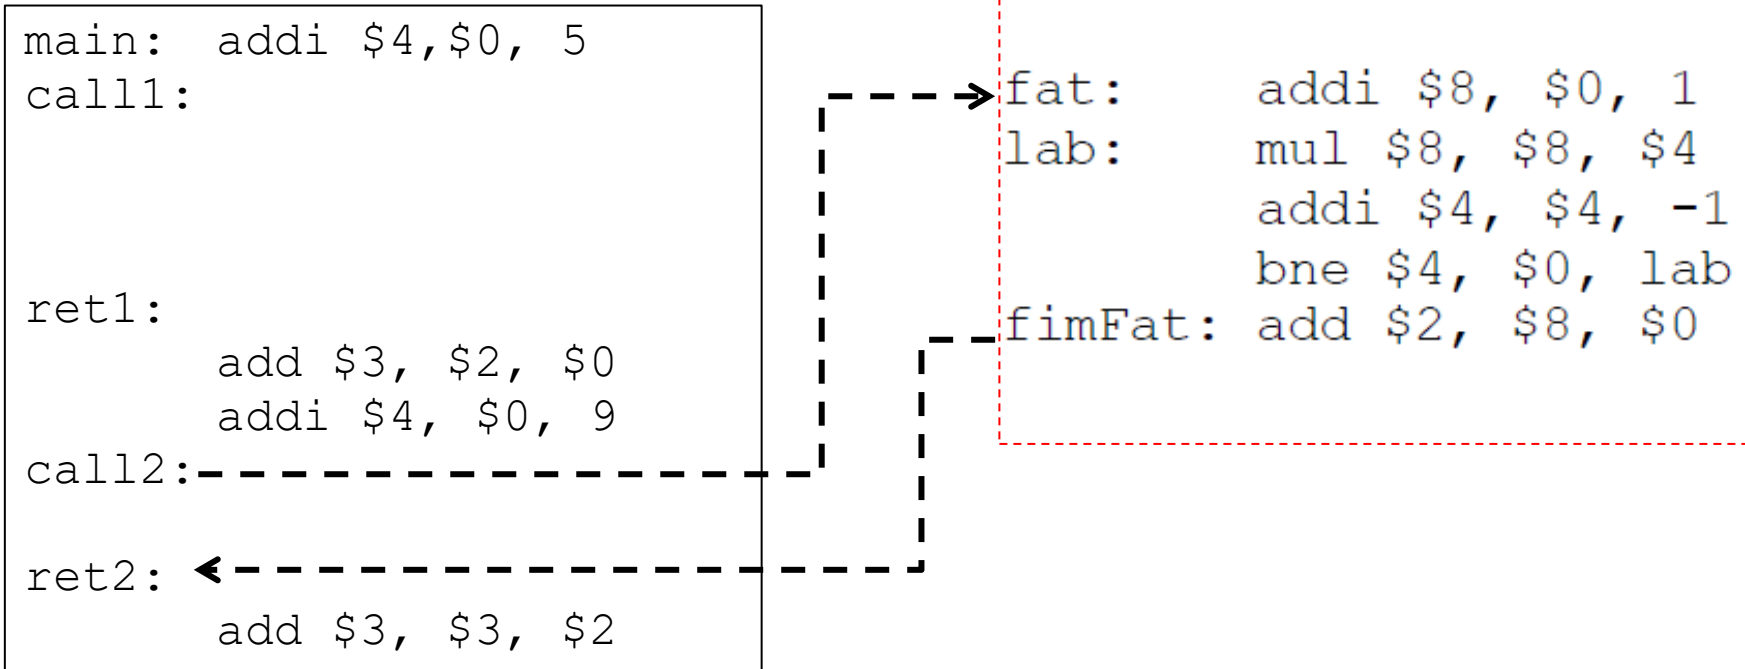 main:  addi $4,$0, 5
call1:
ret1:
add $3, $2, $0
addi $4, $0, 9
call2:
ret2:
add $3, $3, $2
fat:    addi $8, $0, 1
lab:    mul $8, $8, $4
addi $4, $4, -1
bne $4, $0, lab
fimFat: add $2, $8, $0